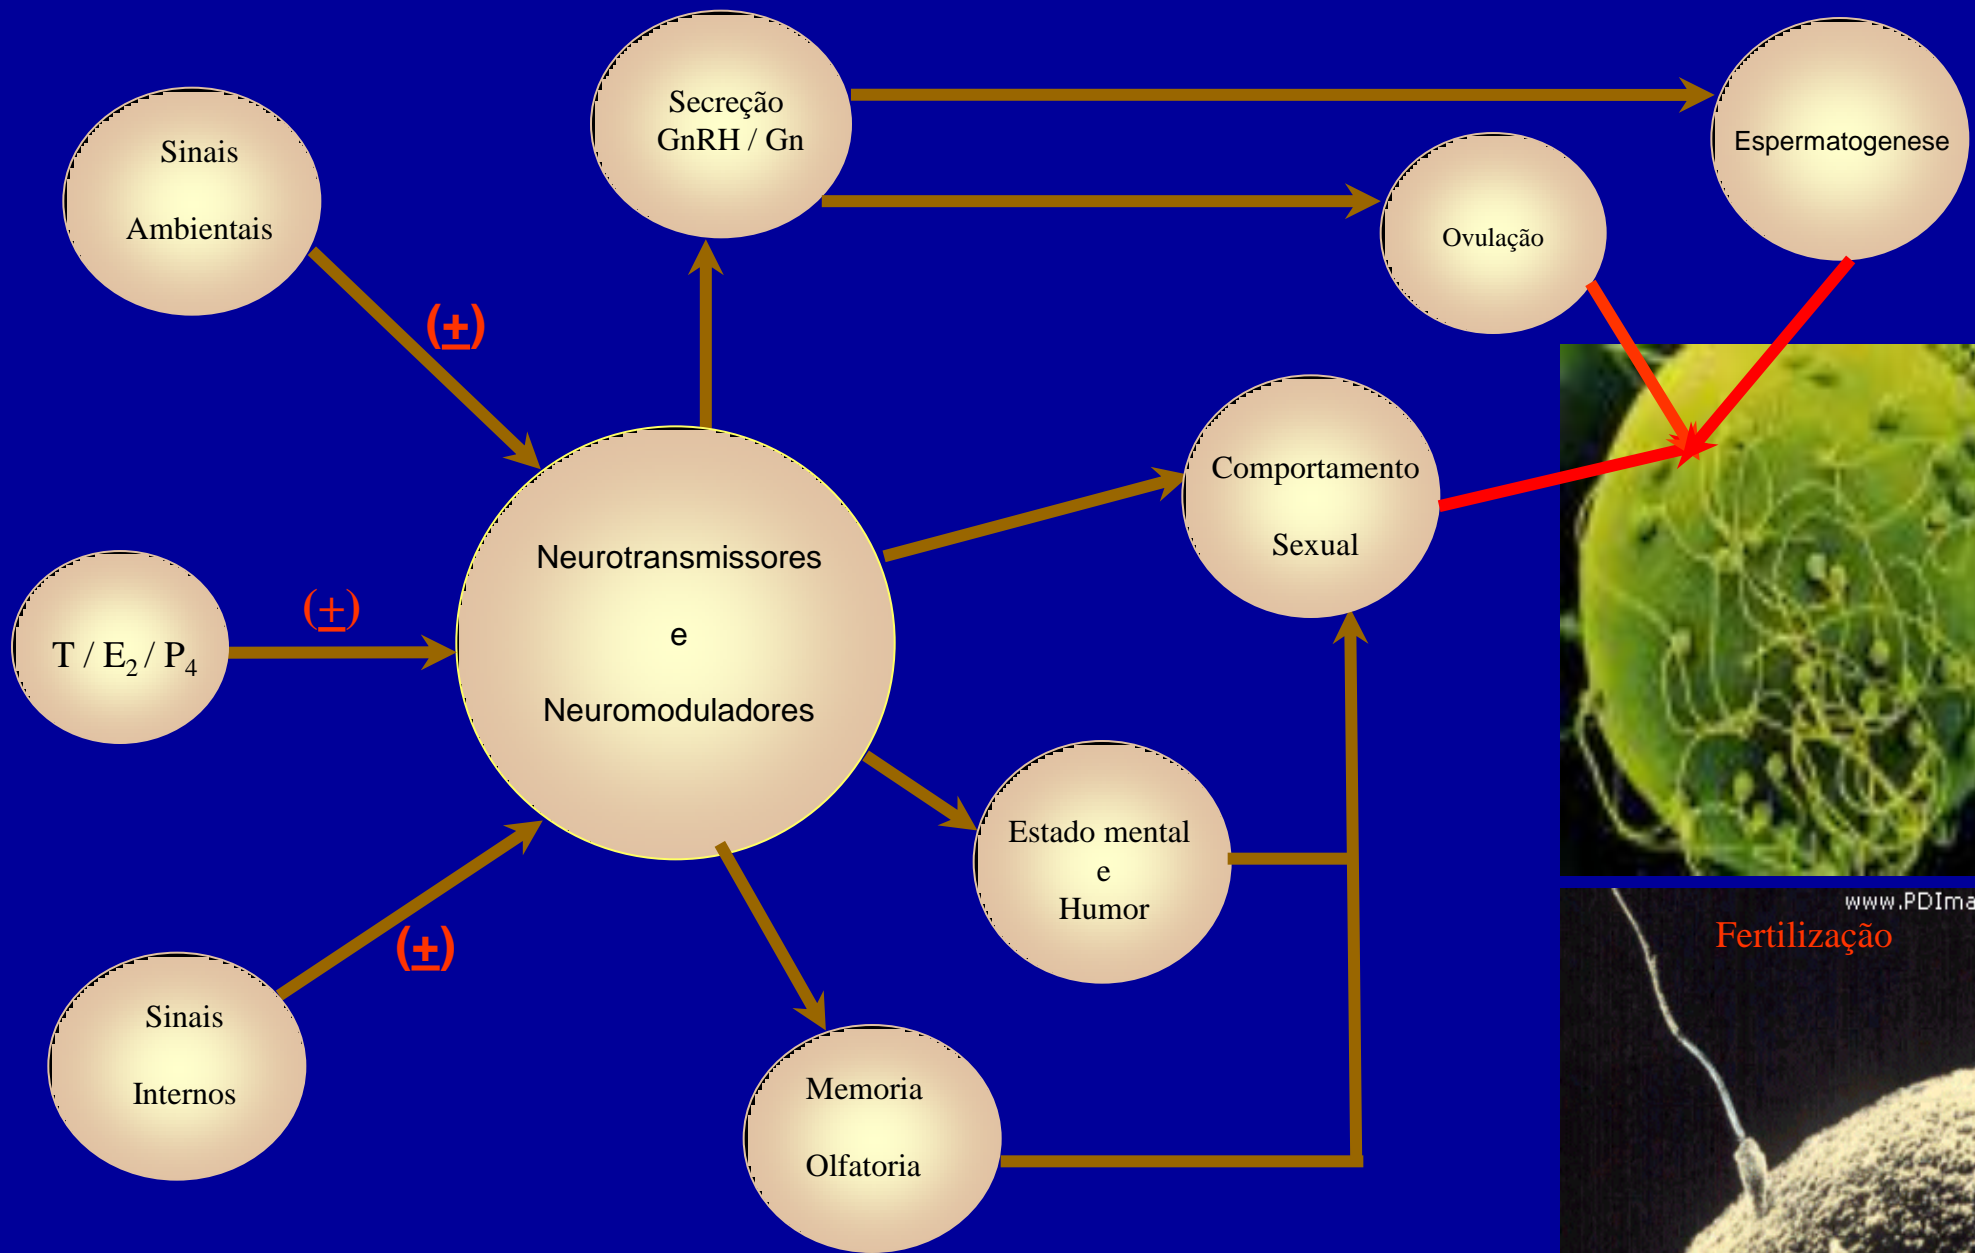 Secreção
GnRH / Gn
Espermatogenese
Sinais
Ambientais
Ovulação
(±)
Comportamento
Sexual
Neurotransmissores
e
Neuromoduladores
(±)
T / E₂ / P₄
Estado mental
e
Humor
(±)
www.PDIma
Fertilização
Sinais
Internos
Memoria
Olfatoria